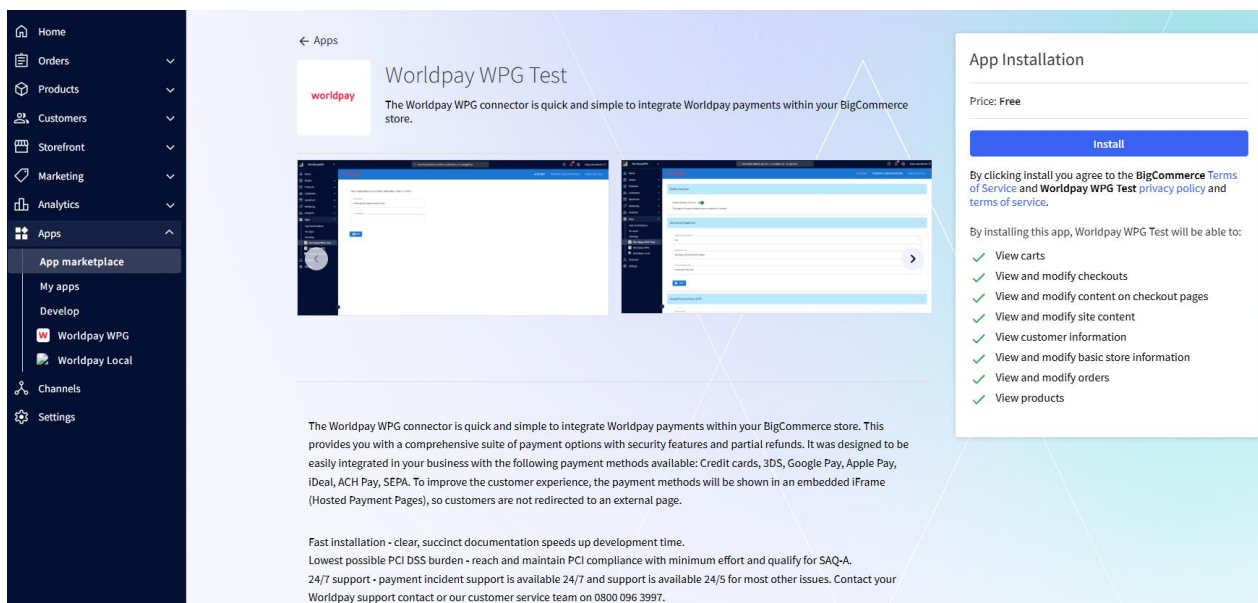 Home
Orders
Products
Customers
Storefront
Marketing
Analytics
Apps
App marketplace
My apps
Develop
W Worldpay WPG
Worldpay Local
Channels
Settings
← Apps
worldpay
Worldpay WPG Test
The Worldpay WPG connector is quick and simple to integrate Worldpay payments within your BigCommerce
store.
The Worldpay WPG connector is quick and simple to integrate Worldpay payments within your BigCommerce store. This
provides you with a comprehensive suite of payment options with security features and partial refunds. It was designed to be
easily integrated in your business with the following payment methods available: Credit cards, 3DS, Google Pay, Apple Pay,
iDeal, ACH Pay, SEPA. To improve the customer experience, the payment methods will be shown in an embedded iFrame
(Hosted Payment Pages), so customers are not redirected to an external page.
Fast installation - clear, succinct documentation speeds up development time.
Lowest possible PCI DSS burden - reach and maintain PCI compliance with minimum effort and qualify for SAQ-A.
24/7 support - payment incident support is available 24/7 and support is available 24/5 for most other issues. Contact your
Worldpay support contact or our customer service team on 0800 096 3997.
App Installation
Price: Free
Install
By clicking install you agree to the BigCommerce Terms
of Service and Worldpay WPG Test privacy policy and
terms of service.
By installing this app, Worldpay WPG Test will be able to:
View carts
View and modify checkouts
View and modify content on checkout pages
View and modify site content
View customer information
View and modify basic store information
View and modify orders
View products